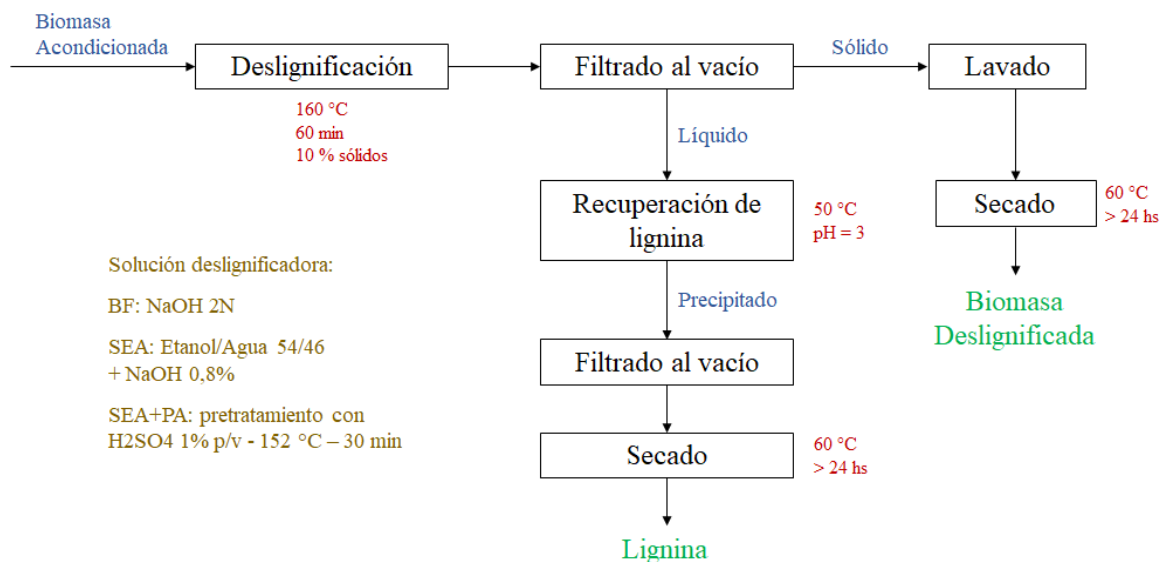 Biomasa
Acondicionada
Deslignificación
160 °C
60 min
10 % sólidos
Filtrado al vacío
Sólido
Lavado
Líquido
Recuperación de
lignina
50 °C
pH = 3
Secado
60 °C
> 24 hs
Biomasa
Deslignificada
Precipitado
Filtrado al vacío
Secado
60 °C
> 24 hs
Lignina
Solución deslignificadora:
BF: NaOH 2N
SEA: Etanol/Agua 54/46
+ NaOH 0,8%
SEA+PA: pretratamiento con
H2SO4 1% p/v - 152 °C – 30 min